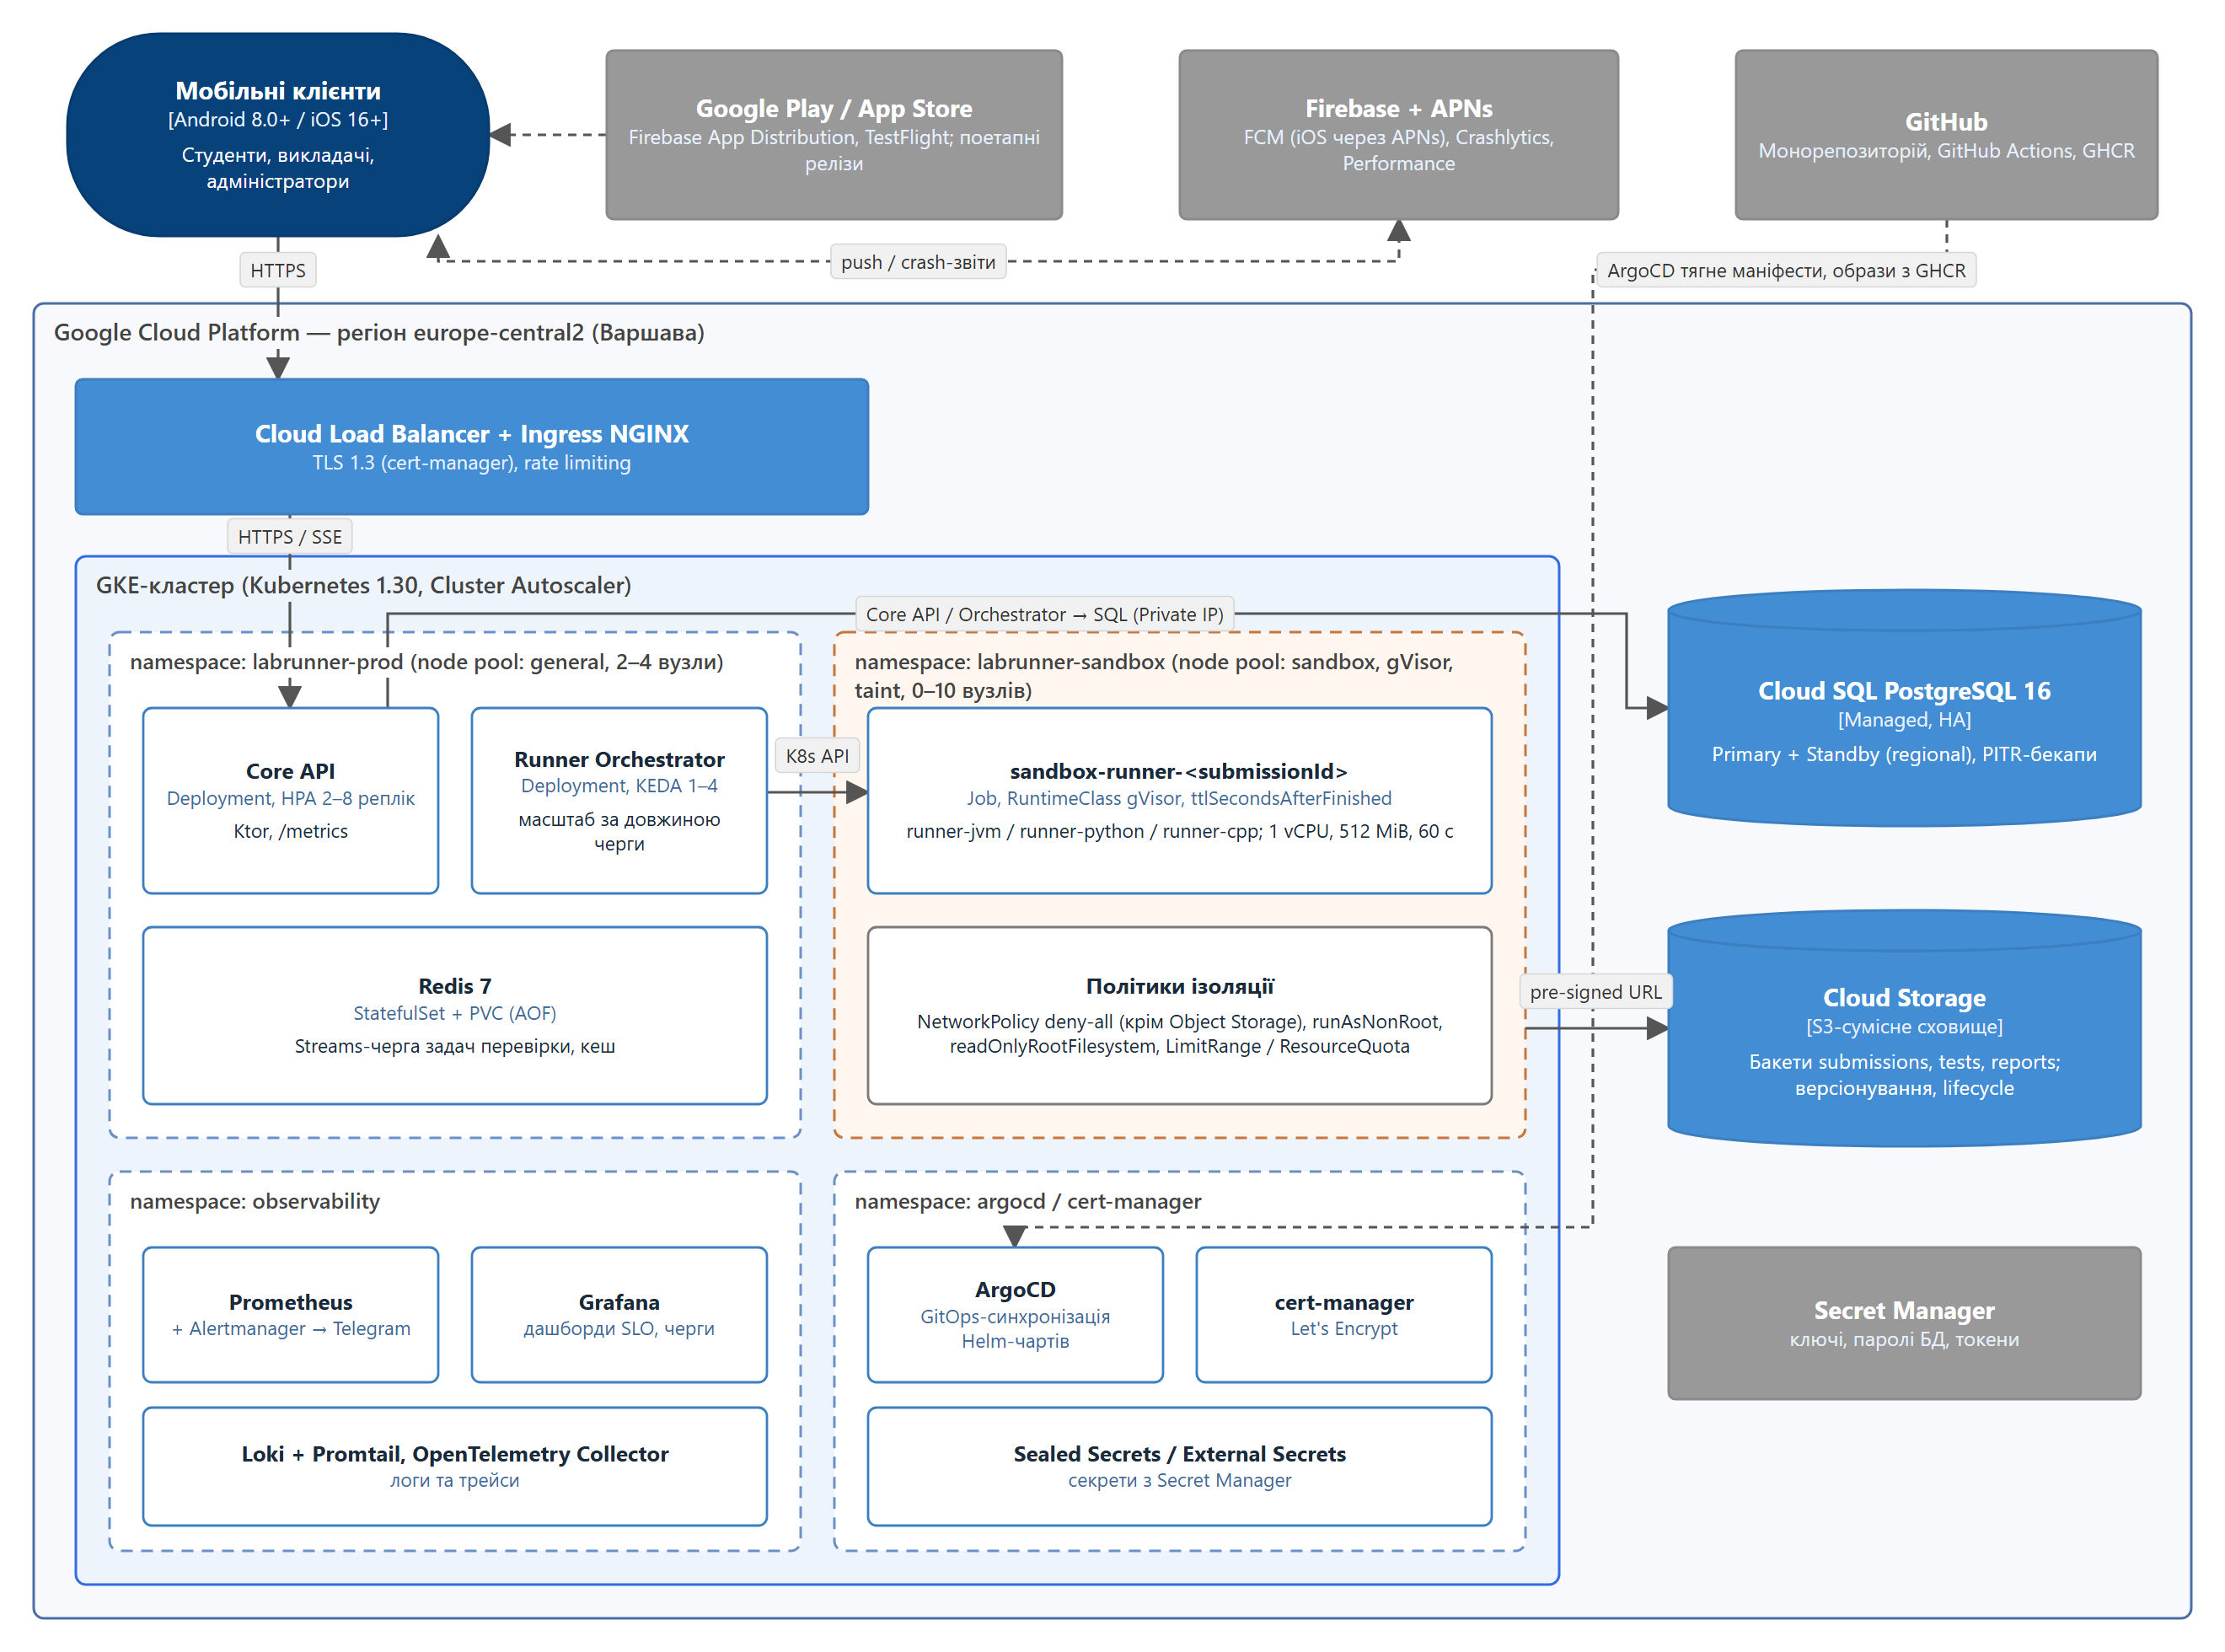 Мобільні клієнти
[Android 8.0+ / iOS 16+]
Студенти, викладачі,
адміністратори
Google Play / App Store
Firebase App Distribution, TestFlight; поетапні
релізи
Firebase + APNs
FCM (iOS через APNs), Crashlytics,
Performance
GitHub
Монорепозиторій, GitHub Actions, GHCR
HTTPS
push / crash-звіти
ArgoCD тягне маніфести, образи з GHCR
Google Cloud Platform — регіон europe-central2 (Варшава)
Cloud Load Balancer + Ingress NGINX
TLS 1.3 (cert-manager), rate limiting
HTTPS / SSE
GKE-кластер (Kubernetes 1.30, Cluster Autoscaler)
Core API / Orchestrator → SQL (Private IP)
namespace: labrunner-prod (node pool: general, 2–4 вузли)
Core API
Deployment, HPA 2–8 реплік
Ktor, /metrics
Runner Orchestrator
Deployment, KEDA 1–4
масштаб за довжиною
черги
K8s API
Redis 7
StatefulSet + PVC (AOF)
Streams-черга задач перевірки, кеш
namespace: labrunner-sandbox (node pool: sandbox, gVisor,
taint, 0–10 вузлів)
sandbox-runner-<submissionId>
Job, RuntimeClass gVisor, ttlSecondsAfterFinished
runner-jvm / runner-python / runner-cpp; 1 vCPU, 512 MiB, 60 с
Політики ізоляції
NetworkPolicy deny-all (крім Object Storage), runAsNonRoot,
readOnlyRootFilesystem, LimitRange / ResourceQuota
Cloud SQL PostgreSQL 16
[Managed, HA]
Primary + Standby (regional), PITR-бекапи
pre-signed URL
Cloud Storage
[S3-сумісне сховище]
Бакети submissions, tests, reports;
версіонування, lifecycle
namespace: observability
Prometheus
+ Alertmanager → Telegram
Grafana
дашборди SLO, черги
Loki + Promtail, OpenTelemetry Collector
логи та трейси
namespace: argocd / cert-manager
ArgoCD
GitOps-синхронізація
Helm-чартів
cert-manager
Let's Encrypt
Sealed Secrets / External Secrets
секрети з Secret Manager
Secret Manager
ключі, паролі БД, токени